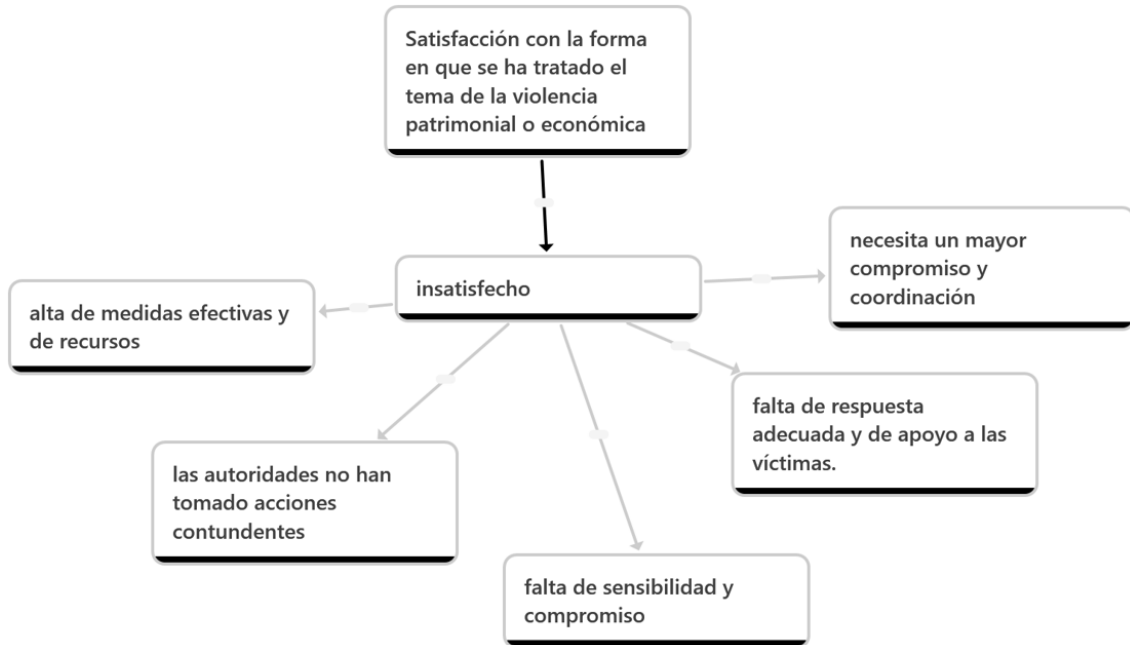 Satisfacción con la forma
en que se ha tratado el
tema de la violencia
patrimonial o económica
insatisfecho
necesita un mayor
compromiso y
coordinación
alta de medidas efectivas y
de recursos
falta de respuesta
adecuada y de apoyo a las
víctimas.
las autoridades no han
tomado acciones
contundentes
falta de sensibilidad y
compromiso